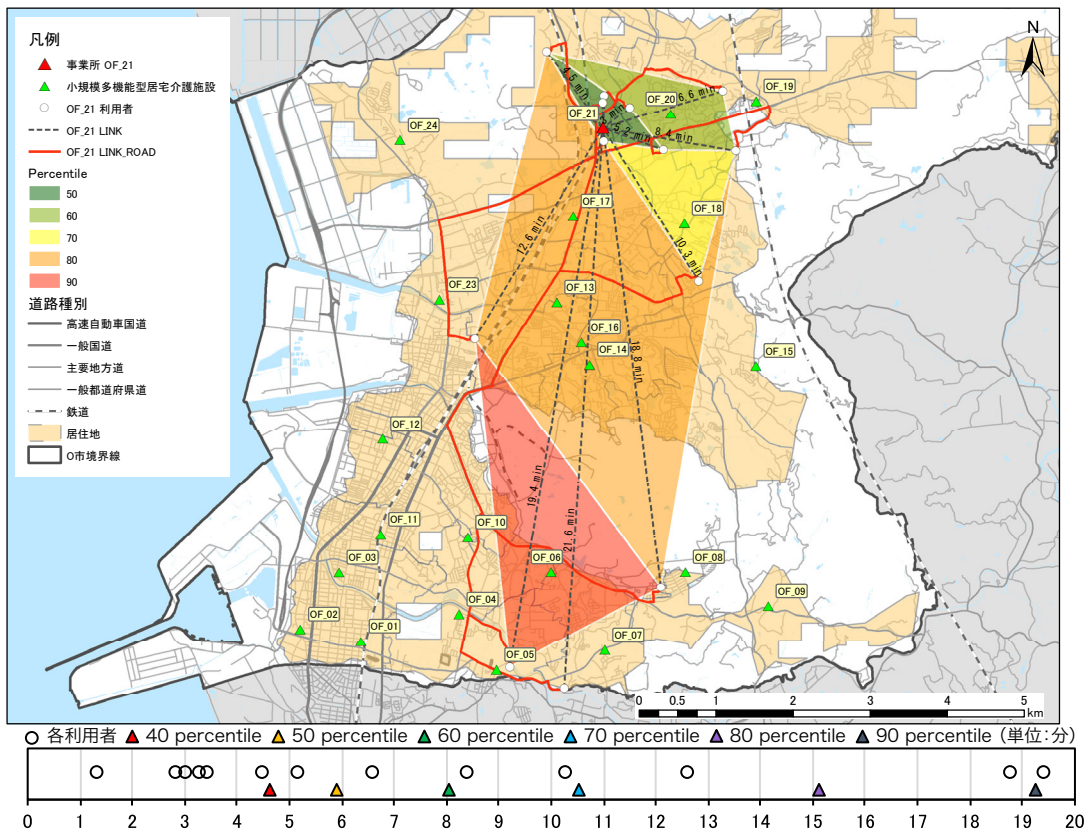 凡例
事業所 OF_21
小規模多機能型居宅介護施設
OF_21 利用者
OF_21 LINK
OF_21 LINK_ROAD
Percentile
50
60
70
80
90
道路種別
高速自動車国道
一般国道
主要地方道
一般都道府県道
鉄道
居住地
O市境界線
N
OF_19
OF_20
OF_21
OF_24
4.5 min
6.6 min
5.2 min
8.4 min
OF_17
OF_18
12.6 min
10.3 min
OF_23
OF_13
OF_16
OF_14
18.8 min
OF_15
OF_12
19.4 min
21.6 min
OF_11
OF_10
OF_03
OF_06
OF_08
OF_02
OF_01
OF_04
OF_09
OF_05
OF_07
0 0.5 1 2 3 4 5
km
各利用者 40 percentile 50 percentile 60 percentile 70 percentile 80 percentile 90 percentile (単位:分)
0 1 2 3 4 5 6 7 8 9 10 11 12 13 14 15 16 17 18 19 20